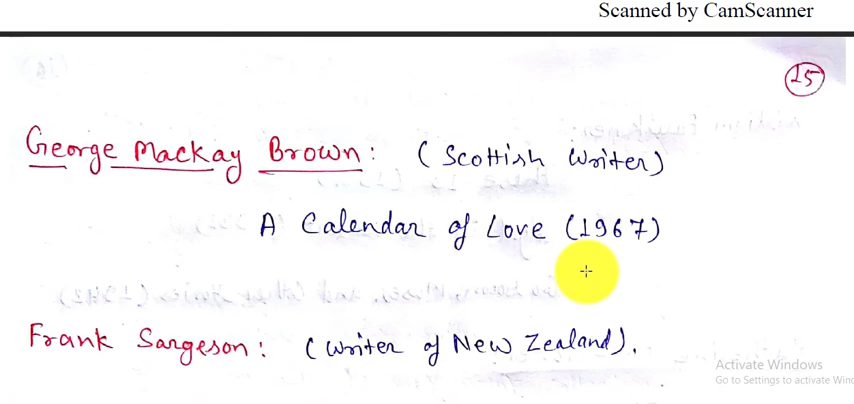 Scanned by CamScanner
15
George Mackay Brown: (Scottish Writer)
A Calendar of Love (1967)
Frank Sargeson: (Writer of New Zealand).
Activate Windows
Go to Settings to activate Wind